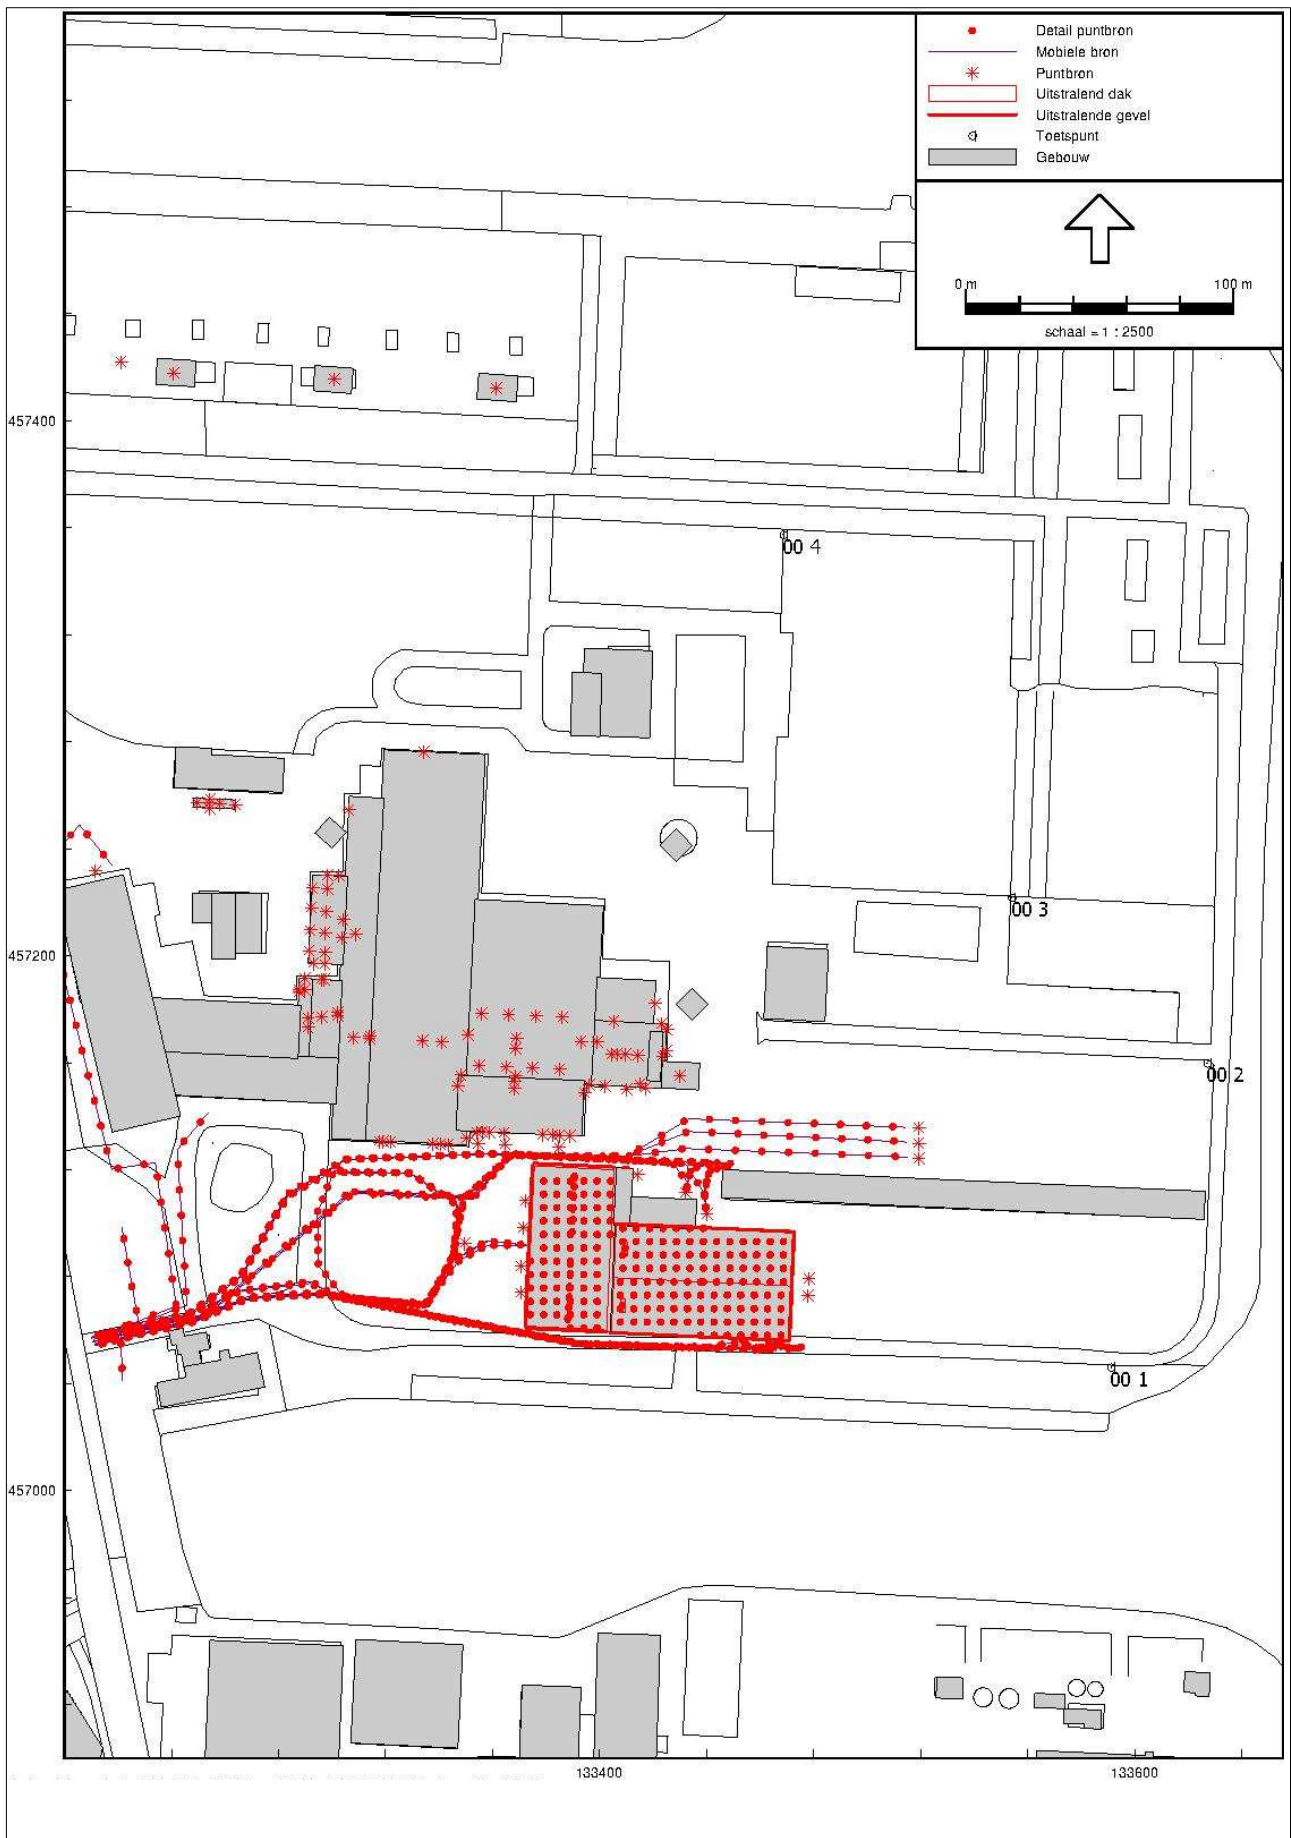 Detail puntbron
Mobiele bron
Puntbron
Uitstralend dak
Uitstralende gevel
Toetspunt
Gebouw
0 m 100 m
schaal = 1 : 2500
457400
00 4
00 3
457200
00 2
00 1
457000
133400 133600